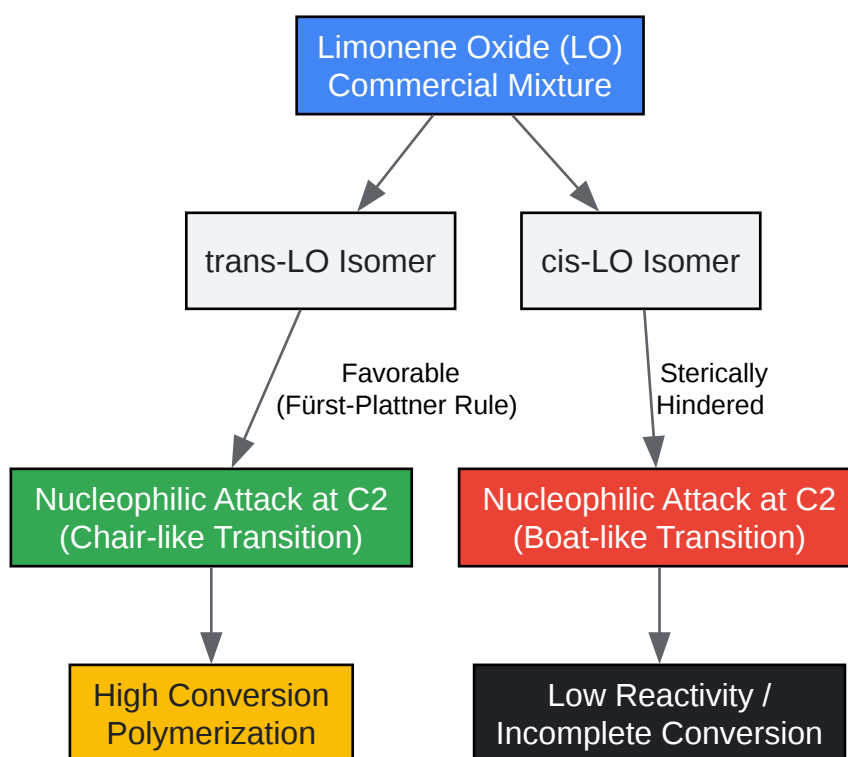 Limonene Oxide (LO)
Commercial Mixture
trans-LO Isomer
cis-LO Isomer
Favorable
(Fürst-Plattner Rule)
Sterically
Hindered
Nucleophilic Attack at C2
(Chair-like Transition)
Nucleophilic Attack at C2
(Boat-like Transition)
High Conversion
Polymerization
Low Reactivity /
Incomplete Conversion